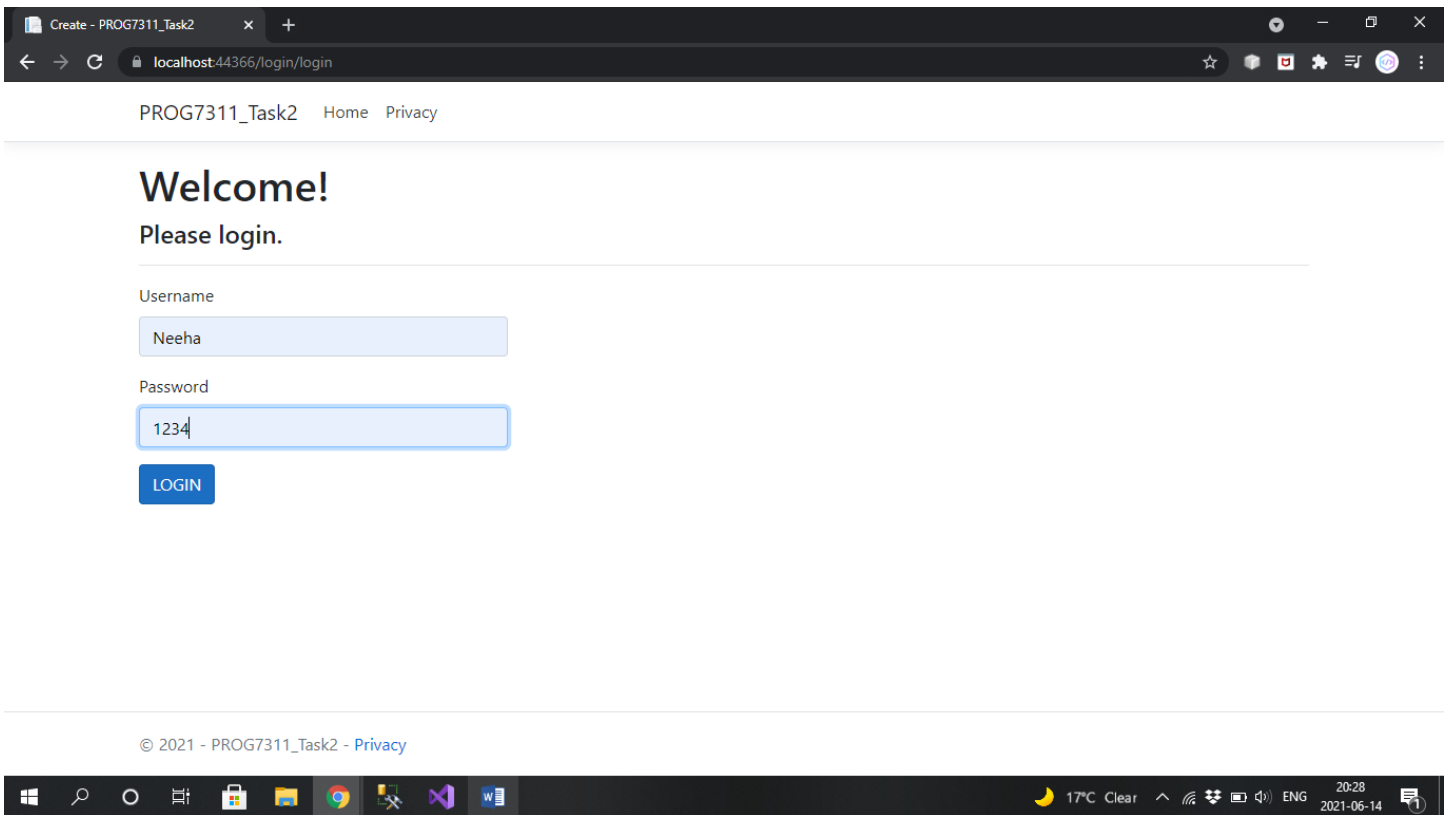 Create - PROG7311_Task2
localhost:44366/login/login
PROG7311_Task2 Home Privacy
Welcome!
Please login.
Username
Neeha
Password
1234
LOGIN
© 2021 - PROG7311_Task2 - Privacy
17°C Clear ENG 20:28
2021-06-14
1